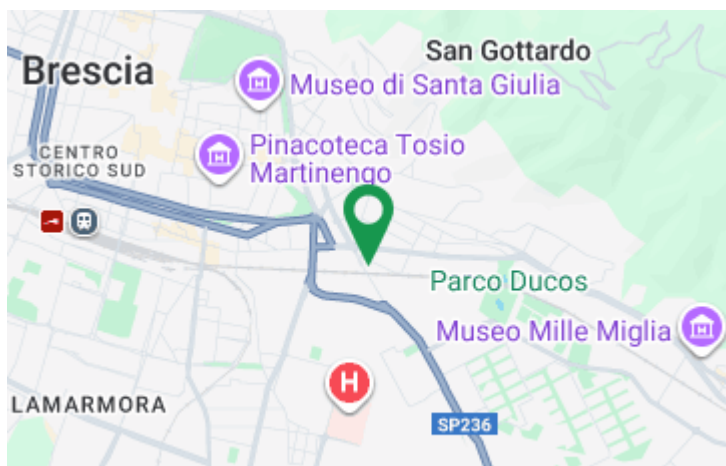 San Gottardo
Brescia
Museo di Santa Giulia
Pinacoteca Tosio
Martinengo
CENTRO
STORICO SUD
Parco Ducos
Museo Mille Miglia
H
LAMARMORA
SP236